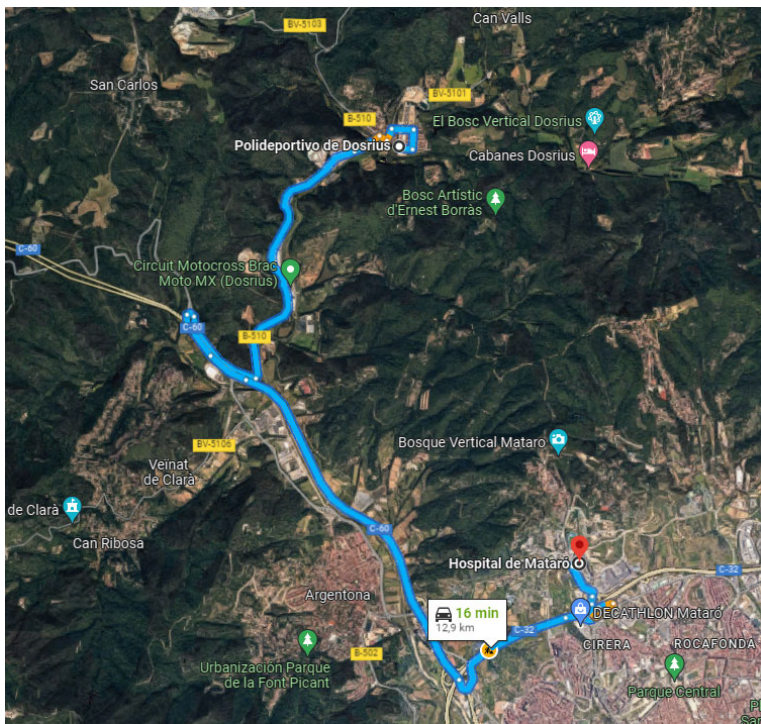 Can Valls
BV-5103
San Carlos
BV-5101
B-510
El Bosc Vertical Dosrius
Polideportivo de Dosrius
Cabanes Dosrius
Bosc Artístic
d'Ernest Borràs
C-60
Circuit Motocross Brac
Moto MX (Dosrius)
C-60
B-510
Bosque Vertical Mataro
BV-5106
Veïnat
de Clarà
de Clarà
Can Ribosa
C-60
Hospital de Mataró
C-32
Argentona
16 min
12,9 km
DECATHLON Mataró
C-32
CIRERA
ROCAFONDA
B-502
Urbanización Parque
de la Font Picant
Parque Central